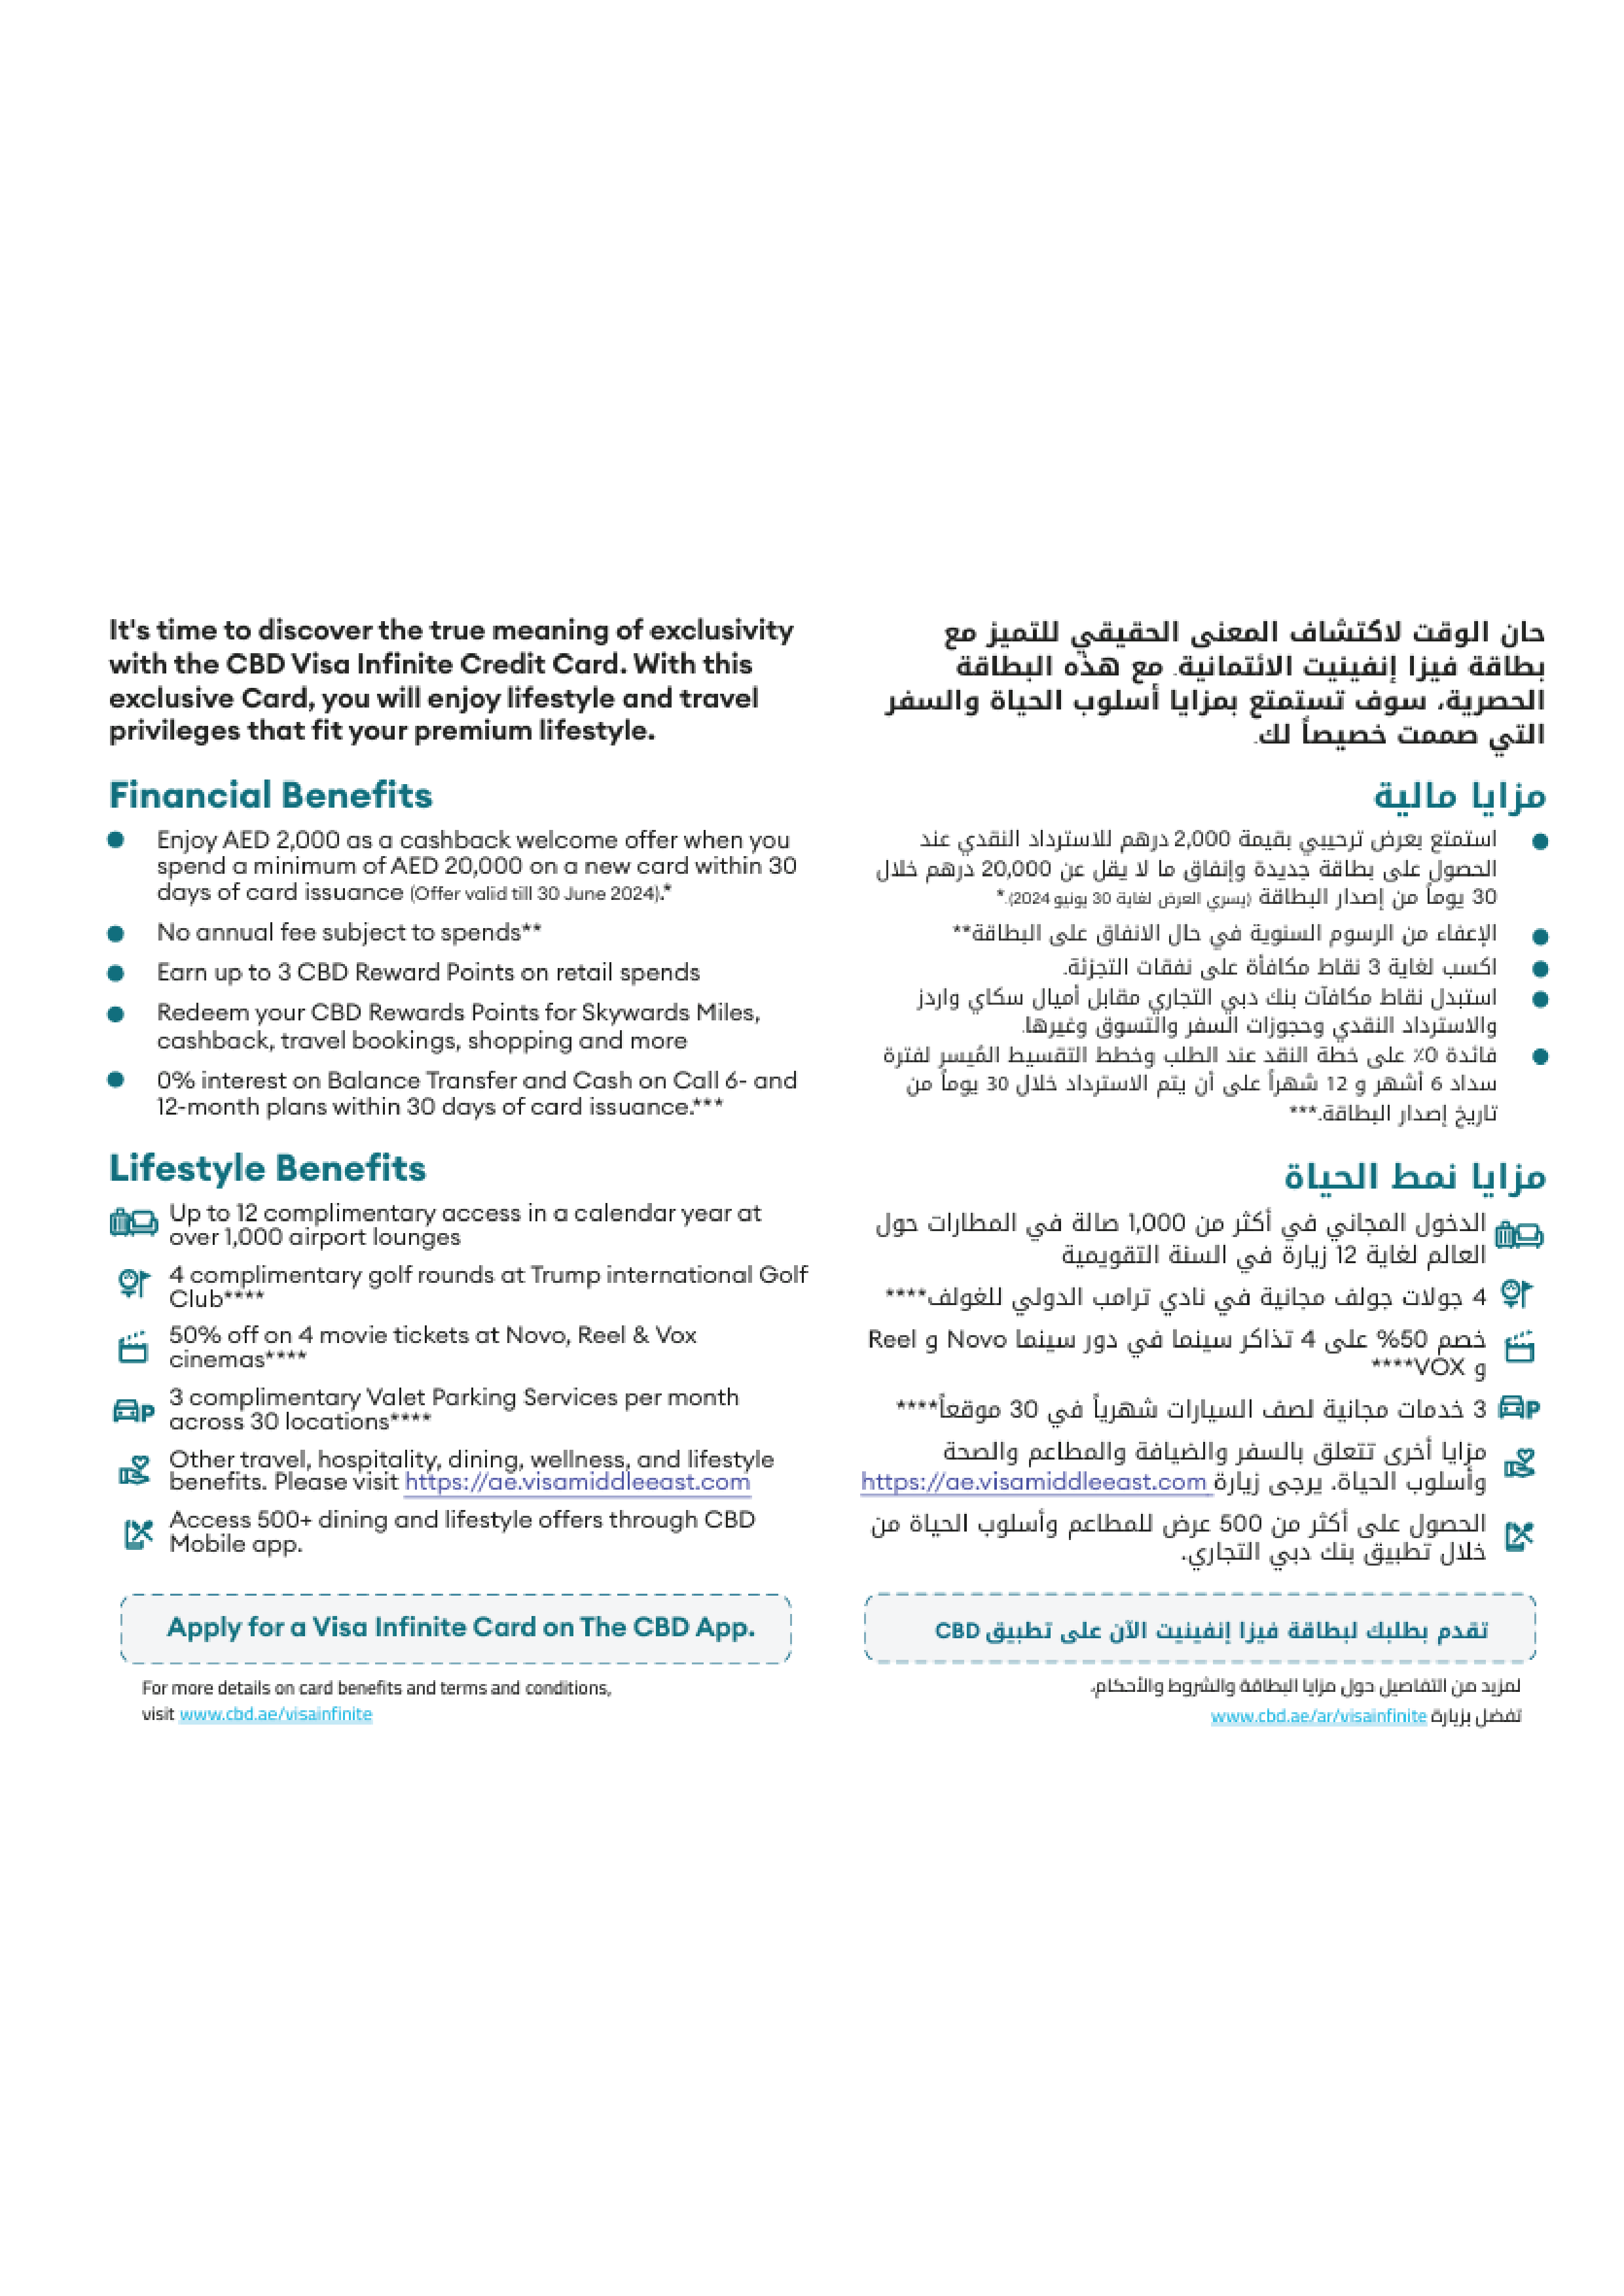 It's time to discover the true meaning of exclusivity
with the CBD Visa Infinite Credit Card. With this
exclusive Card, you will enjoy lifestyle and travel
privileges that fit your premium lifestyle.
Financial Benefits
● Enjoy AED 2,000 as a cashback welcome offer when you
spend a minimum of AED 20,000 on a new card within 30
days of card issuance (Offer valid till 30 June 2024).*
● No annual fee subject to spends**
● Earn up to 3 CBD Reward Points on retail spends
● Redeem your CBD Rewards Points for Skywards Miles,
cashback, travel bookings, shopping and more
● 0% interest on Balance Transfer and Cash on Call 6- and
12-month plans within 30 days of card issuance.***
Lifestyle Benefits
Up to 12 complimentary access in a calendar year at
over 1,000 airport lounges
4 complimentary golf rounds at Trump international Golf
Club****
50% off on 4 movie tickets at Novo, Reel & Vox
cinemas****
3 complimentary Valet Parking Services per month
across 30 locations****
Other travel, hospitality, dining, wellness, and lifestyle
benefits. Please visit https://ae.visamiddleeast.com
Access 500+ dining and lifestyle offers through CBD
Mobile app.
Apply for a Visa Infinite Card on The CBD App.
For more details on card benefits and terms and conditions,
visit www.cbd.ae/visainfinite
حان الوقت لاكتشاف المعنى الحقيقي للتميز مع
بطاقة فيزا إنفينيت الائتمانية. مع هذه البطاقة
الحصرية، سوف تستمتع بمزايا أسلوب الحياة والسفر
التي صممت خصيصاً لك.
مزايا مالية
● استمتع بعرض ترحيبي بقيمة 2,000 درهم للاسترداد النقدي عند
الحصول على بطاقة جديدة وإنفاق ما لا يقل عن 20,000 درهم خلال
30 يوماً من إصدار البطاقة (يسري العرض لغاية 30 يونيو 2024).*
● الإعفاء من الرسوم السنوية في حال الانفاق على البطاقة**
● اكسب لغاية 3 نقاط مكافأة على نفقات التجزئة.
● استبدل نقاط مكافآت بنك دبي التجاري مقابل أميال سكاي واردز
والاسترداد النقدي وحجوزات السفر والتسوق وغيرها.
● فائدة 0٪ على خطة النقد عند الطلب وخطط التقسيط المُيسر لفترة
سداد 6 أشهر و 12 شهراً على أن يتم الاسترداد خلال 30 يوماً من
تاريخ إصدار البطاقة.***
مزايا نمط الحياة
الدخول المجاني في أكثر من 1,000 صالة في المطارات حول
العالم لغاية 12 زيارة في السنة التقويمية
4 جولات جولف مجانية في نادي ترامب الدولي للغولف****
خصم 50% على 4 تذاكر سينما في دور سينما Novo و Reel
و VOX****
3 خدمات مجانية لصف السيارات شهرياً في 30 موقعاً****
مزايا أخرى تتعلق بالسفر والضيافة والمطاعم والصحة
وأسلوب الحياة. يرجى زيارة https://ae.visamiddleeast.com
الحصول على أكثر من 500 عرض للمطاعم وأسلوب الحياة من
خلال تطبيق بنك دبي التجاري.
تقدم بطلبك لبطاقة فيزا إنفينيت الآن على تطبيق CBD
لمزيد من التفاصيل حول مزايا البطاقة والشروط والأحكام،
تفضل بزيارة www.cbd.ae/ar/visainfinite